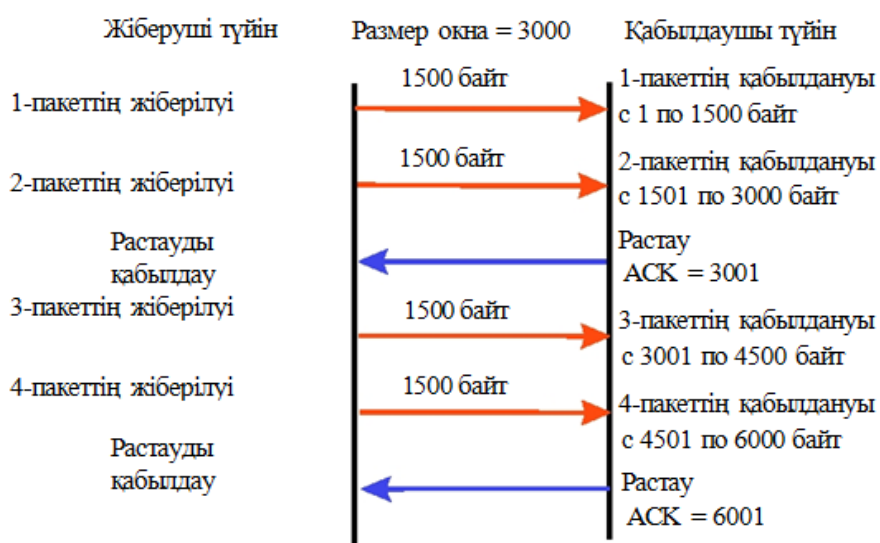 Жіберуші түйін
Размер окна = 3000
Қабылдаушы түйін
1-пакеттің жіберілуі
1500 байт
1-пакеттің қабылдануы
с 1 по 1500 байт
2-пакеттің жіберілуі
1500 байт
2-пакеттің қабылдануы
с 1501 по 3000 байт
Растауды
қабылдау
Растау
АСК = 3001
3-пакеттің жіберілуі
1500 байт
3-пакеттің қабылдануы
с 3001 по 4500 байт
4-пакеттің жіберілуі
1500 байт
4-пакеттің қабылдануы
с 4501 по 6000 байт
Растауды
қабылдау
Растау
АСК = 6001